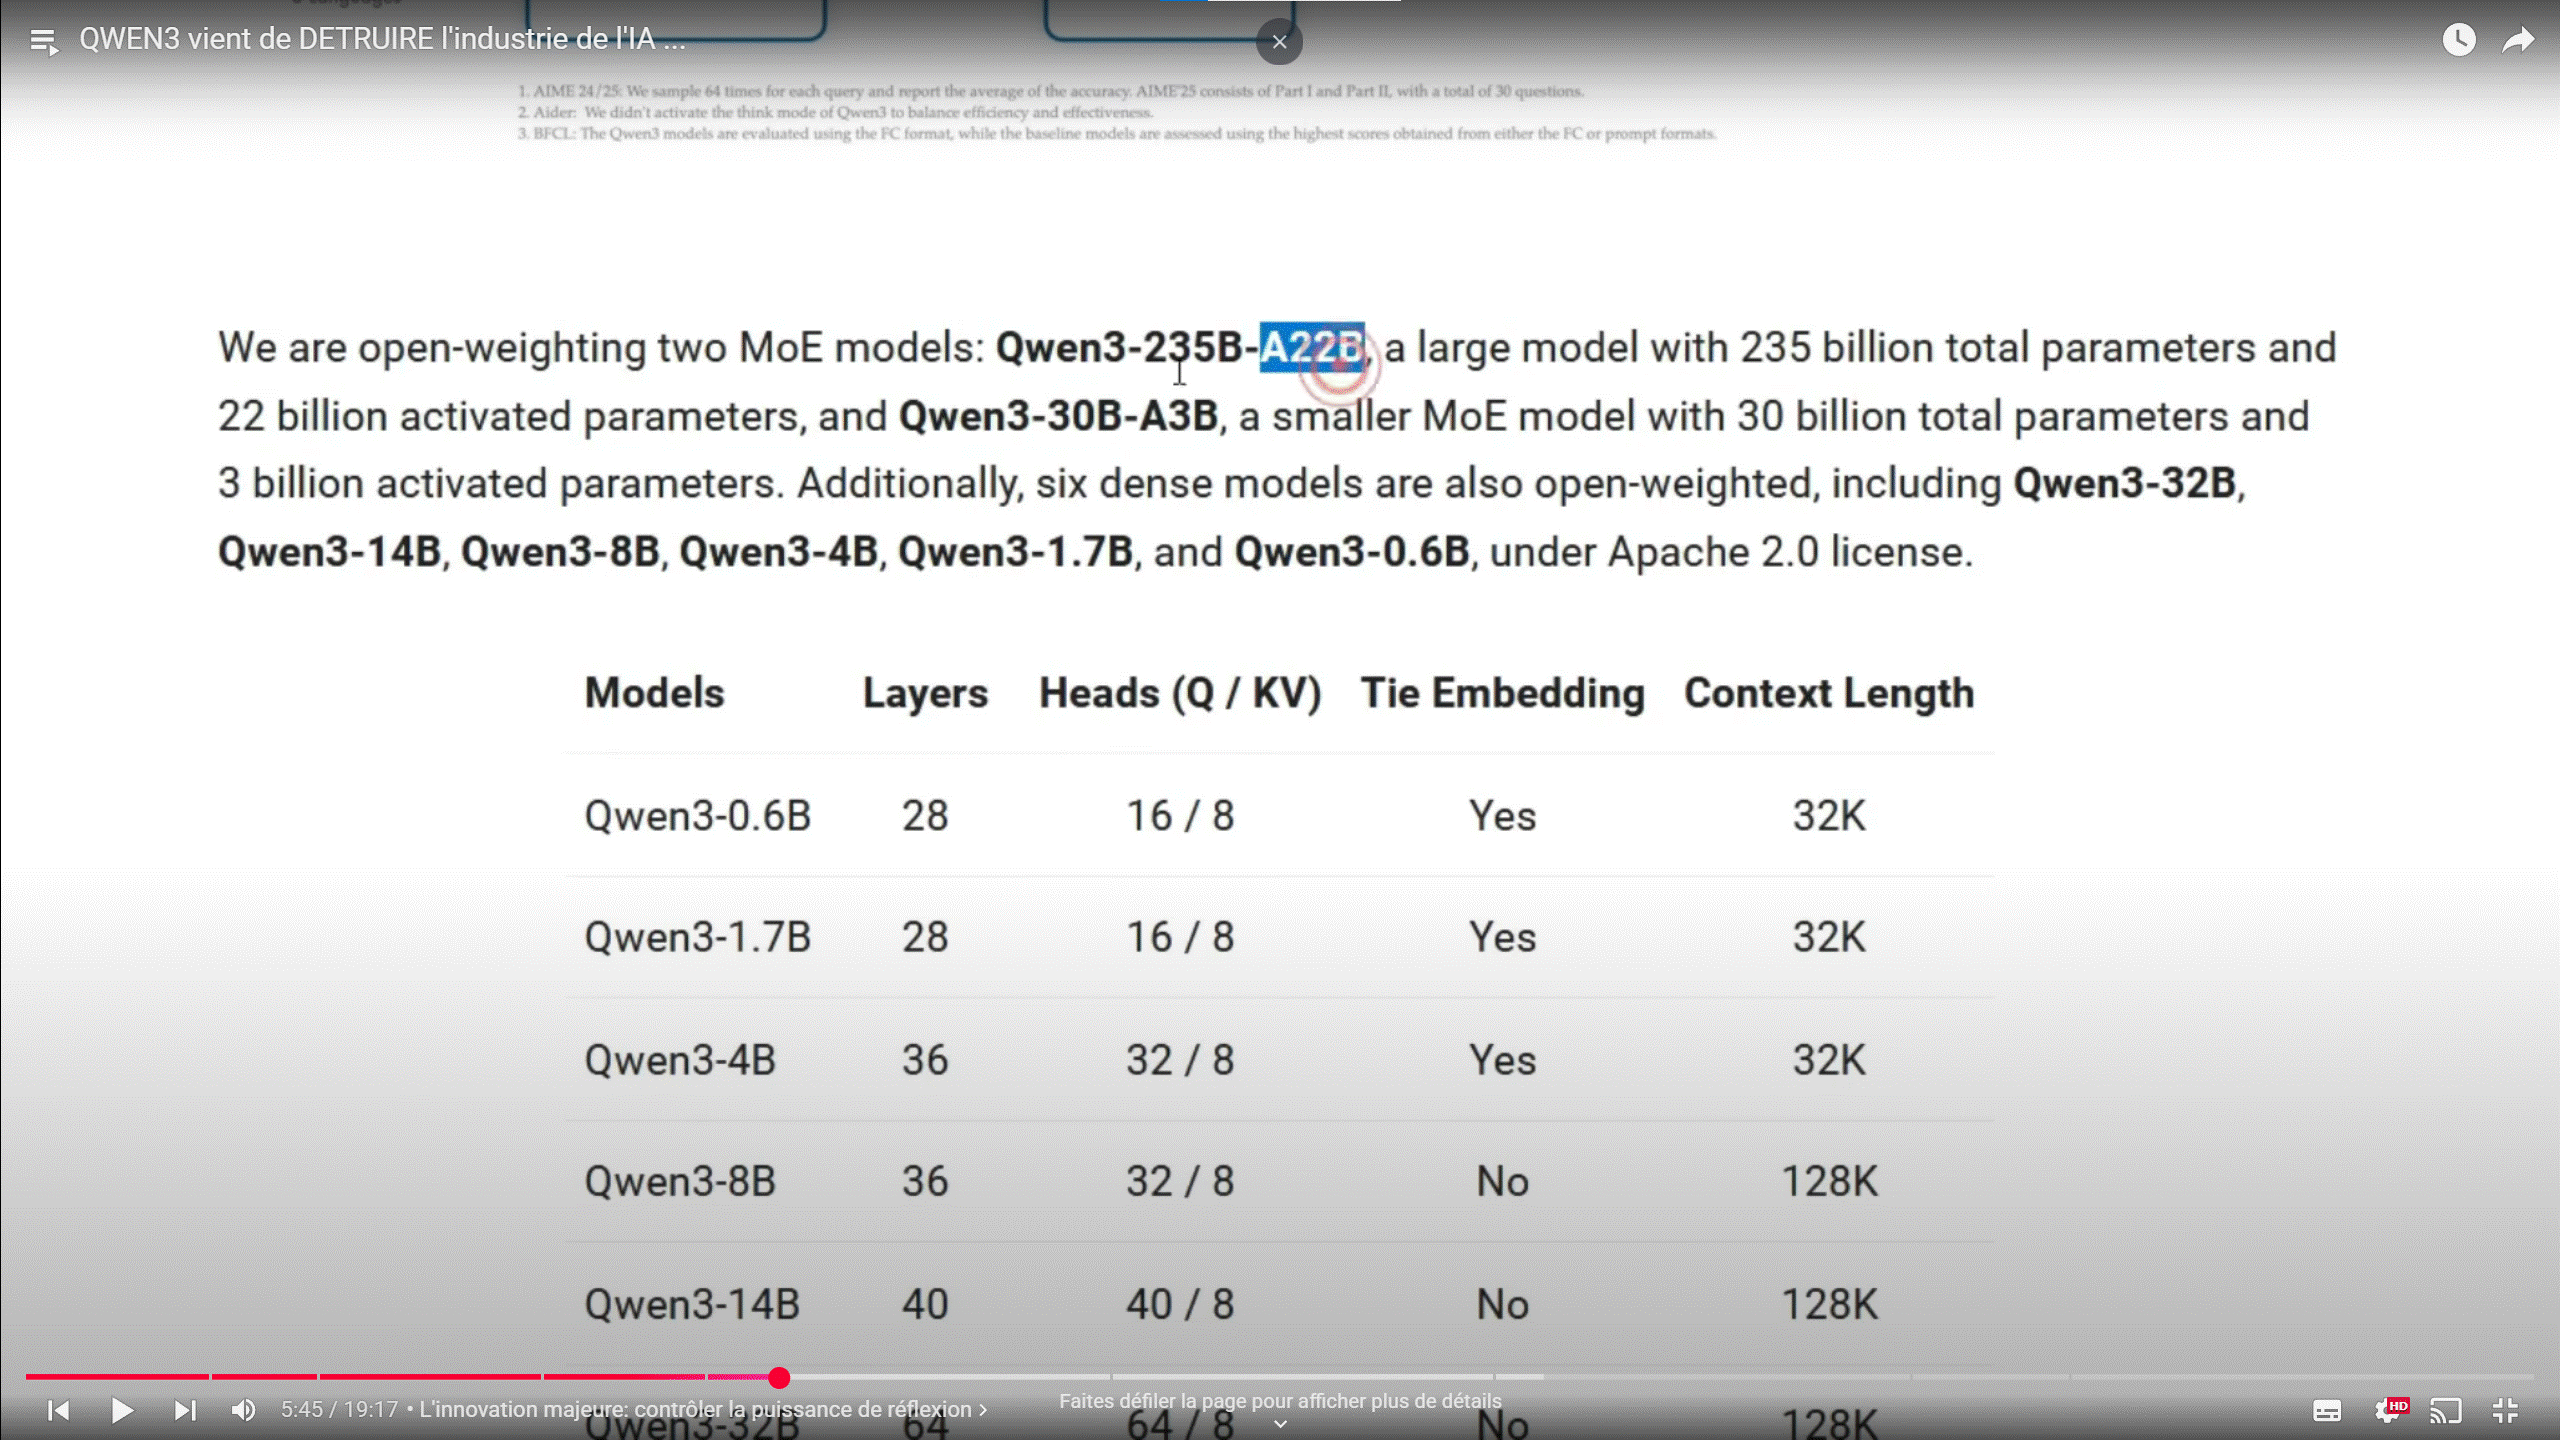 QWEN3 vient de DETRUIRE l'industrie de l'IA ...
1. AIME 24/25: We sample 64 times for each query and report the average of the accuracy. AIME'25 consists of Part I and Part II, with a total of 30 questions.
2. Aider: We didn't activate the think mode of Qwen3 to balance efficiency and effectiveness.
3. BFCL: The Qwen3 models are evaluated using the FC format, while the baseline models are assessed using the highest scores obtained from either the FC or prompt formats.
We are open-weighting two MoE models: Qwen3-235B-A22B, a large model with 235 billion total parameters and
22 billion activated parameters, and Qwen3-30B-A3B, a smaller MoE model with 30 billion total parameters and
3 billion activated parameters. Additionally, six dense models are also open-weighted, including Qwen3-32B,
Qwen3-14B, Qwen3-8B, Qwen3-4B, Qwen3-1.7B, and Qwen3-0.6B, under Apache 2.0 license.
Models Layers Heads (Q / KV) Tie Embedding Context Length
Qwen3-0.6B 28 16 / 8 Yes 32K
Qwen3-1.7B 28 16 / 8 Yes 32K
Qwen3-4B 36 32 / 8 Yes 32K
Qwen3-8B 36 32 / 8 No 128K
Qwen3-14B 40 40 / 8 No 128K
Faites défiler la page pour afficher plus de détails
5:45 / 19:17 • L'innovation majeure: contrôler la puissance de réflexion
HD
Qwen3-32B 64 64 / 8 No 128K